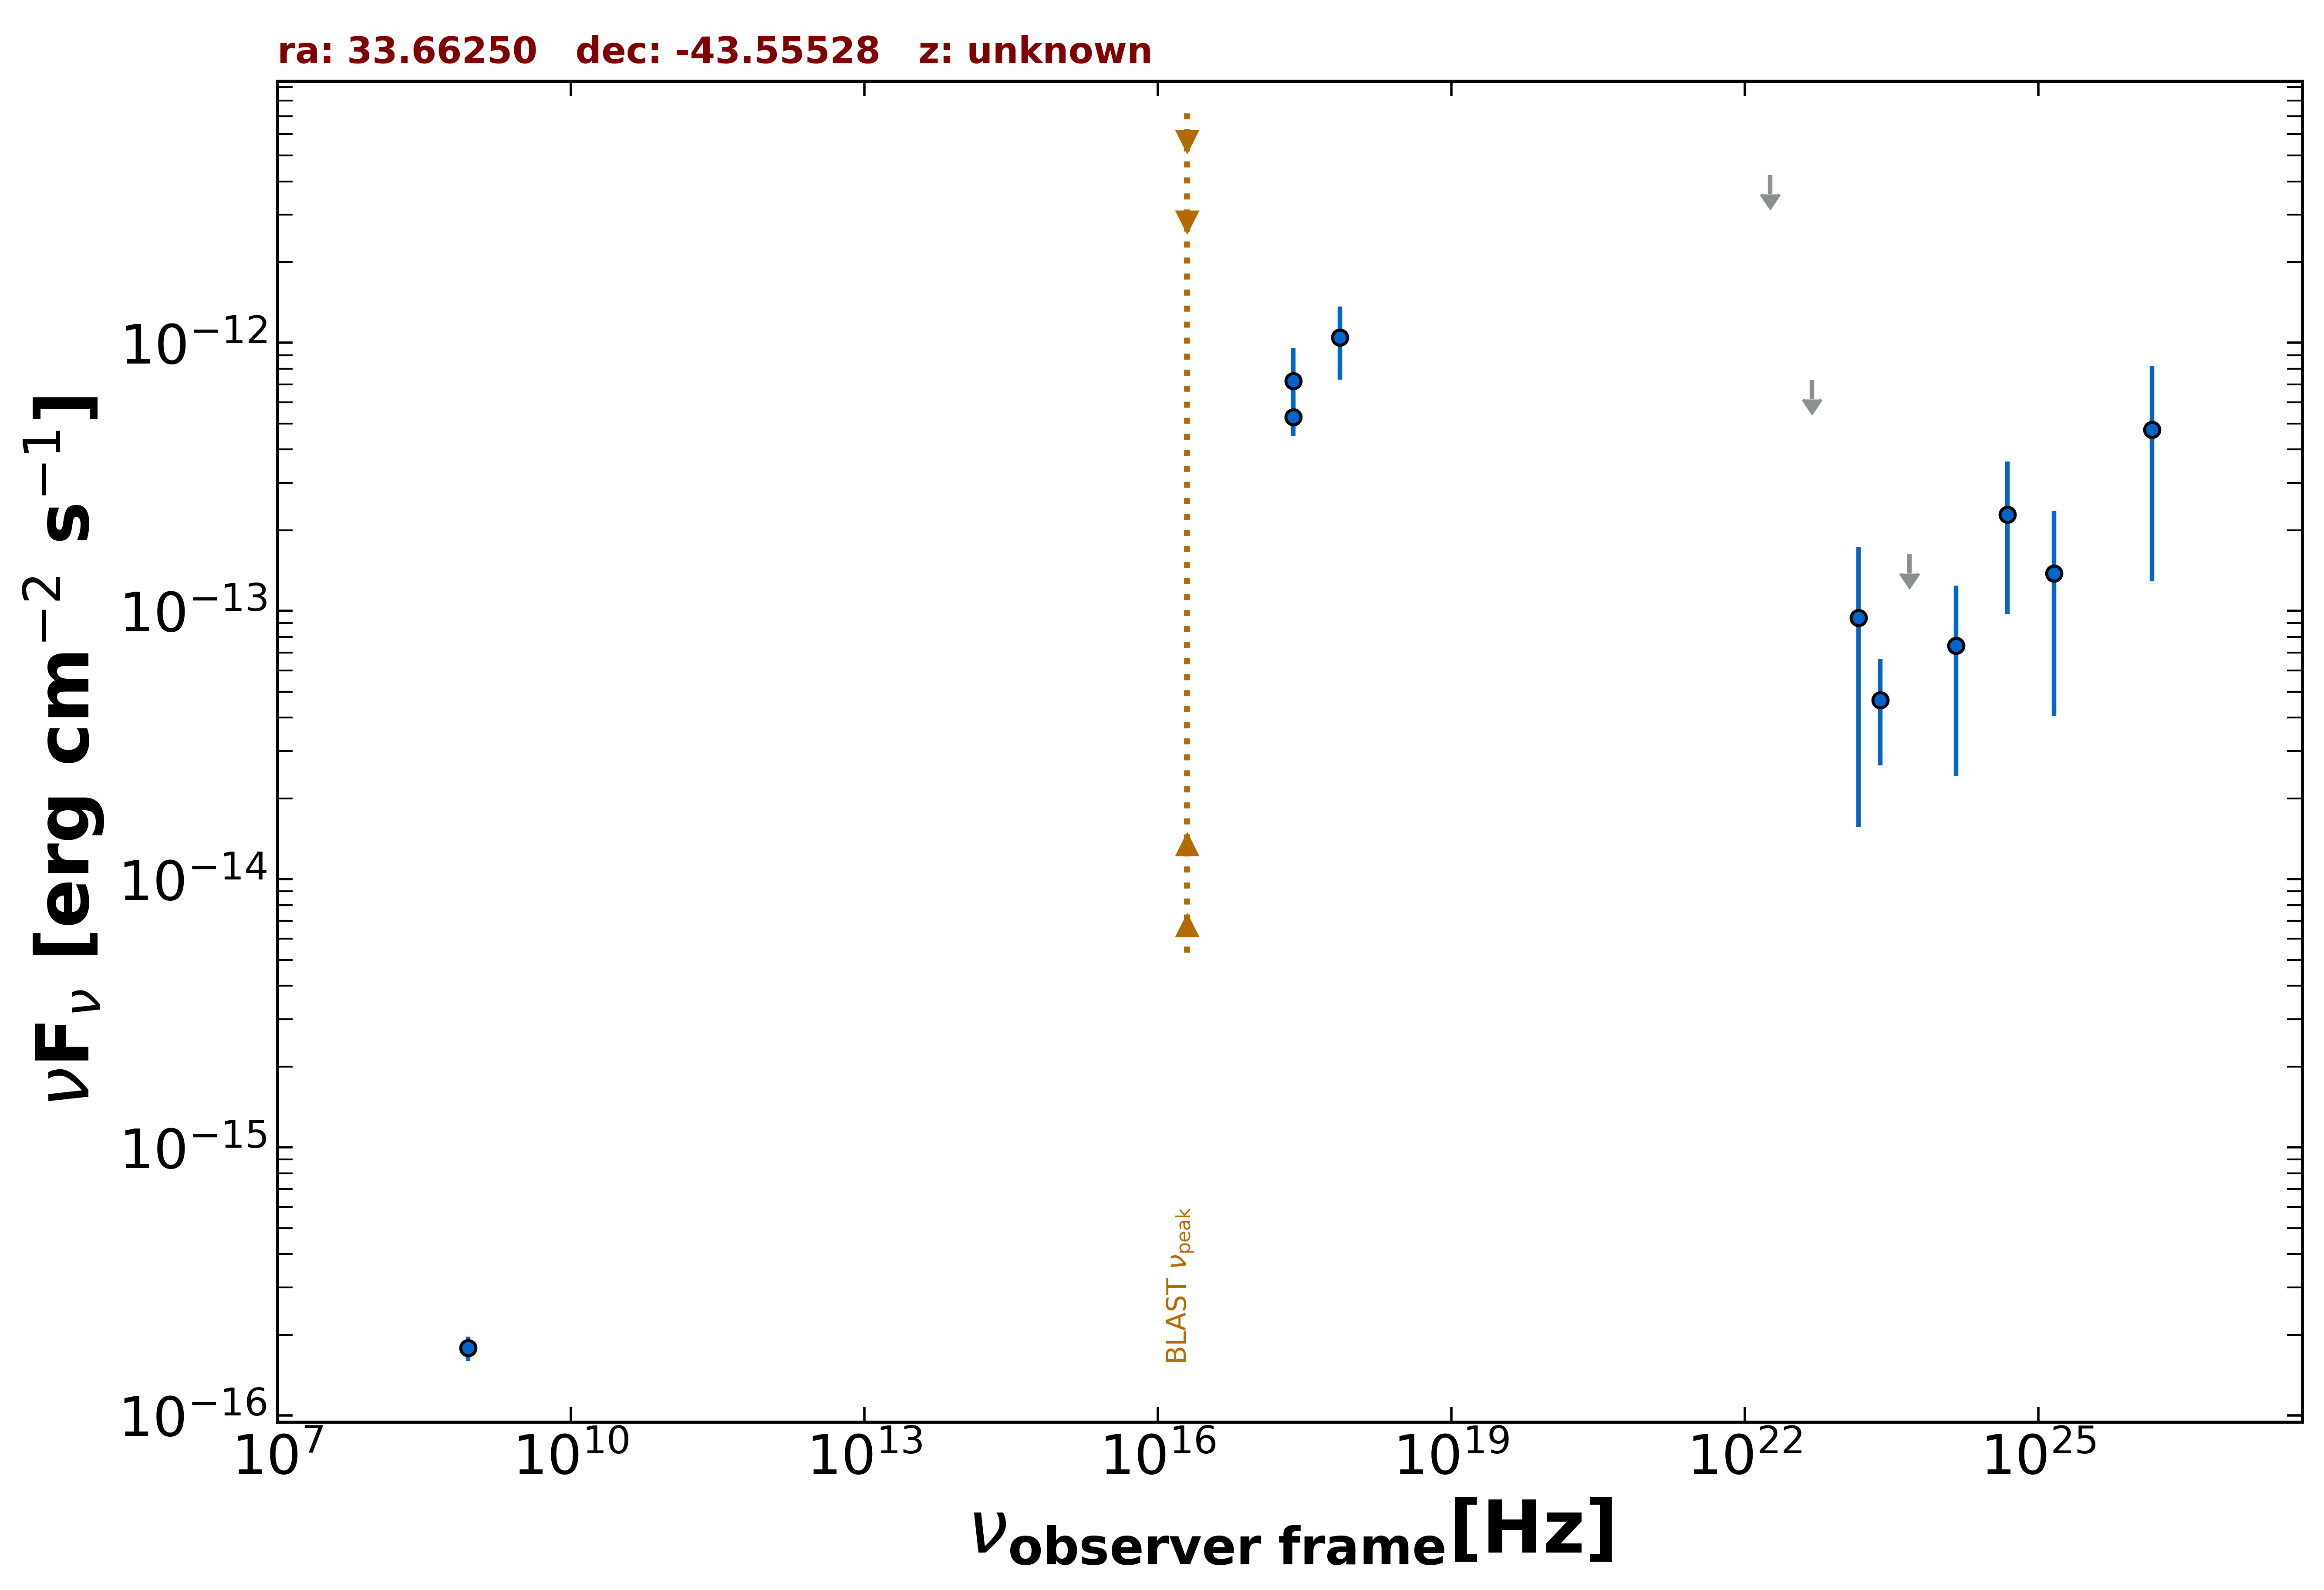 ra: 33.66250 dec: -43.55528 z: unknown
νFν [erg cm⁻² s⁻¹]
10⁻¹²
10⁻¹³
10⁻¹⁴
10⁻¹⁵
10⁻¹⁶
BLAST νpeak
10⁷ 10¹⁰ 10¹³ 10¹⁶ 10¹⁹ 10²² 10²⁵
νobserver frame [Hz]